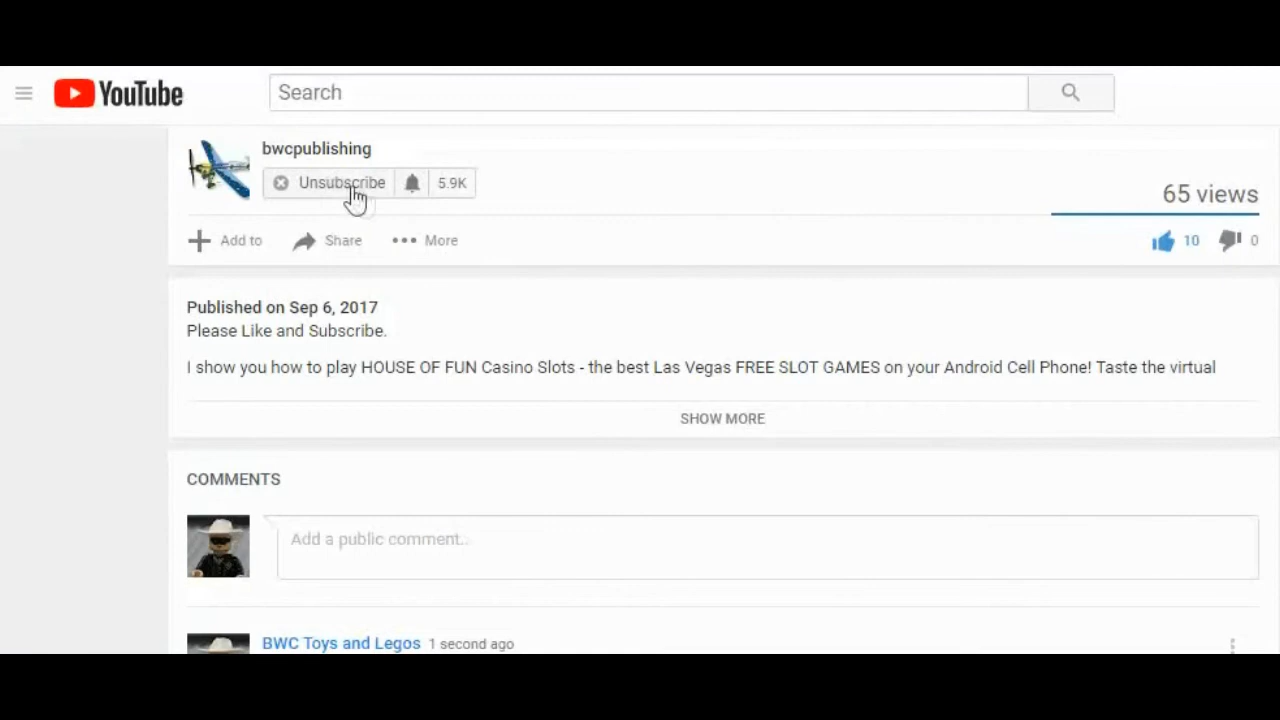 YouTube
Search
bwcpublishing
Unsubscribe 5.9K
65 views
Add to Share More 10 0
Published on Sep 6, 2017
Please Like and Subscribe.
I show you how to play HOUSE OF FUN Casino Slots - the best Las Vegas FREE SLOT GAMES on your Android Cell Phone! Taste the virtual
SHOW MORE
COMMENTS
Add a public comment..
BWC Toys and Legos 1 second ago